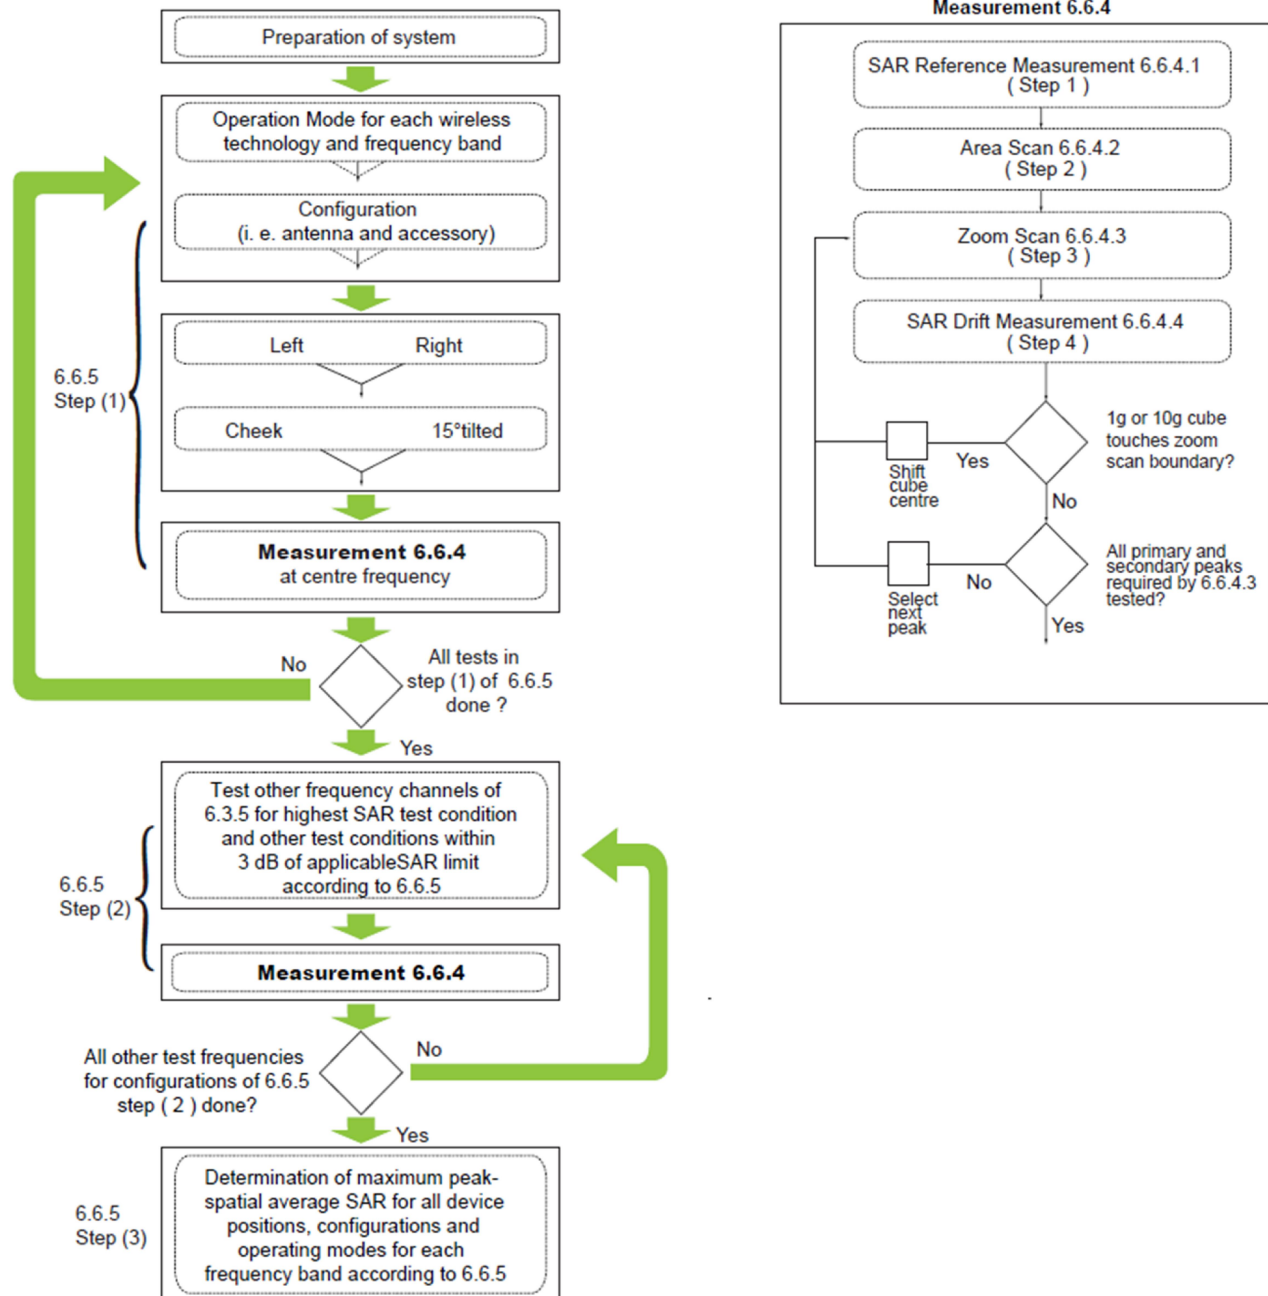 Preparation of system
Operation Mode for each wireless
technology and frequency band
Configuration
(i. e. antenna and accessory)
6.6.5
Step (1)
Left
Right
Cheek
15°tilted
Measurement 6.6.4
at centre frequency
No
All tests in
step (1) of 6.6.5
done ?
Yes
Test other frequency channels of
6.3.5 for highest SAR test condition
and other test conditions within
3 dB of applicableSAR limit
according to 6.6.5
6.6.5
Step (2)
Measurement 6.6.4
All other test frequencies
for configurations of 6.6.5
step ( 2 ) done?
No
Yes
6.6.5
Step (3)
Determination of maximum peak-
spatial average SAR for all device
positions, configurations and
operating modes for each
frequency band according to 6.6.5
Measurement 6.6.4
SAR Reference Measurement 6.6.4.1
( Step 1 )
Area Scan 6.6.4.2
( Step 2 )
Zoom Scan 6.6.4.3
( Step 3 )
SAR Drift Measurement 6.6.4.4
( Step 4 )
1g or 10g cube
touches zoom
scan boundary?
Yes
Shift
cube
centre
No
All primary and
secondary peaks
required by 6.6.4.3
tested?
No
Select
next
peak
Yes